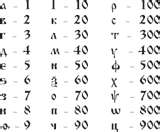 а – 1 і – 10 р – 100
в – 2 к – 20 с – 200
г – 3 л – 30 т – 300
д – 4 м – 40 у – 400
є – 5 н – 50 ф – 500
ѕ – 6 ѯ – 60 х – 600
з – 7 о – 70 ѱ – 700
и – 8 п – 80 ѡ – 800
ѳ – 9 ч – 90 ц – 900